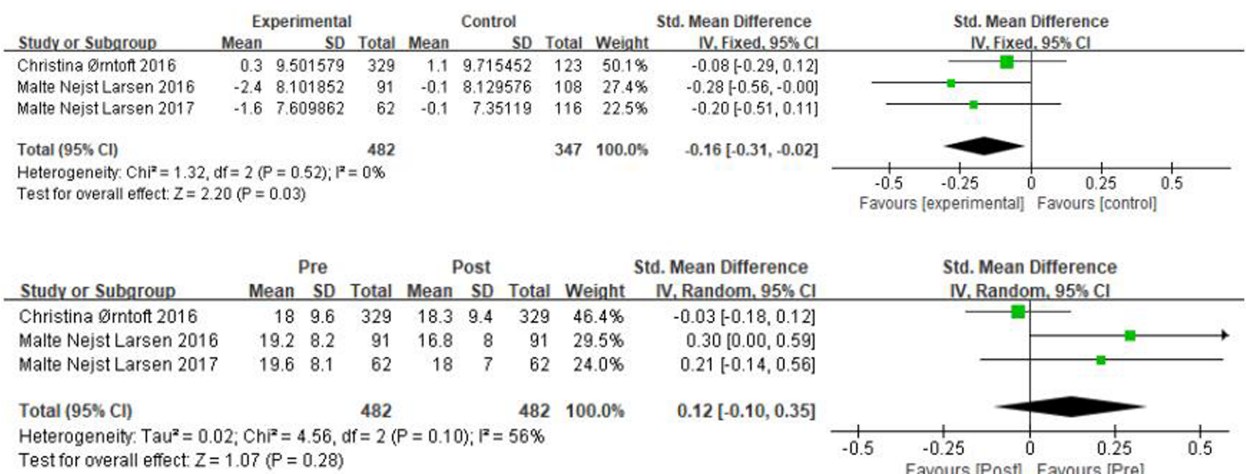 Experimental Control Std. Mean Difference Std. Mean Difference
Study or Subgroup Mean SD Total Mean SD Total Weight IV, Fixed, 95% CI IV, Fixed, 95% CI
Christina Ørntoft 2016 0.3 9.501579 329 1.1 9.715452 123 50.1% -0.08 [-0.29, 0.12]
Malte Nejst Larsen 2016 -2.4 8.101852 91 -0.1 8.129576 108 27.4% -0.28 [-0.56, -0.00]
Malte Nejst Larsen 2017 -1.6 7.609862 62 -0.1 7.35119 116 22.5% -0.20 [-0.51, 0.11]
Total (95% CI) 482 347 100.0% -0.16 [-0.31, -0.02]
Heterogeneity: Chi² = 1.32, df = 2 (P = 0.52); I² = 0%
Test for overall effect: Z = 2.20 (P = 0.03)
-0.5 -0.25 0 0.25 0.5
Favours [experimental] Favours [control]
Pre Post Std. Mean Difference Std. Mean Difference
Study or Subgroup Mean SD Total Mean SD Total Weight IV, Random, 95% CI IV, Random, 95% CI
Christina Ørntoft 2016 18 9.6 329 18.3 9.4 329 46.4% -0.03 [-0.18, 0.12]
Malte Nejst Larsen 2016 19.2 8.2 91 16.8 8 91 29.5% 0.30 [0.00, 0.59]
Malte Nejst Larsen 2017 19.6 8.1 62 18 7 62 24.0% 0.21 [-0.14, 0.56]
Total (95% CI) 482 482 100.0% 0.12 [-0.10, 0.35]
Heterogeneity: Tau² = 0.02; Chi² = 4.56, df = 2 (P = 0.10); I² = 56%
Test for overall effect: Z = 1.07 (P = 0.28)
-0.5 -0.25 0 0.25 0.5
Favours [Post] Favours [Pre]